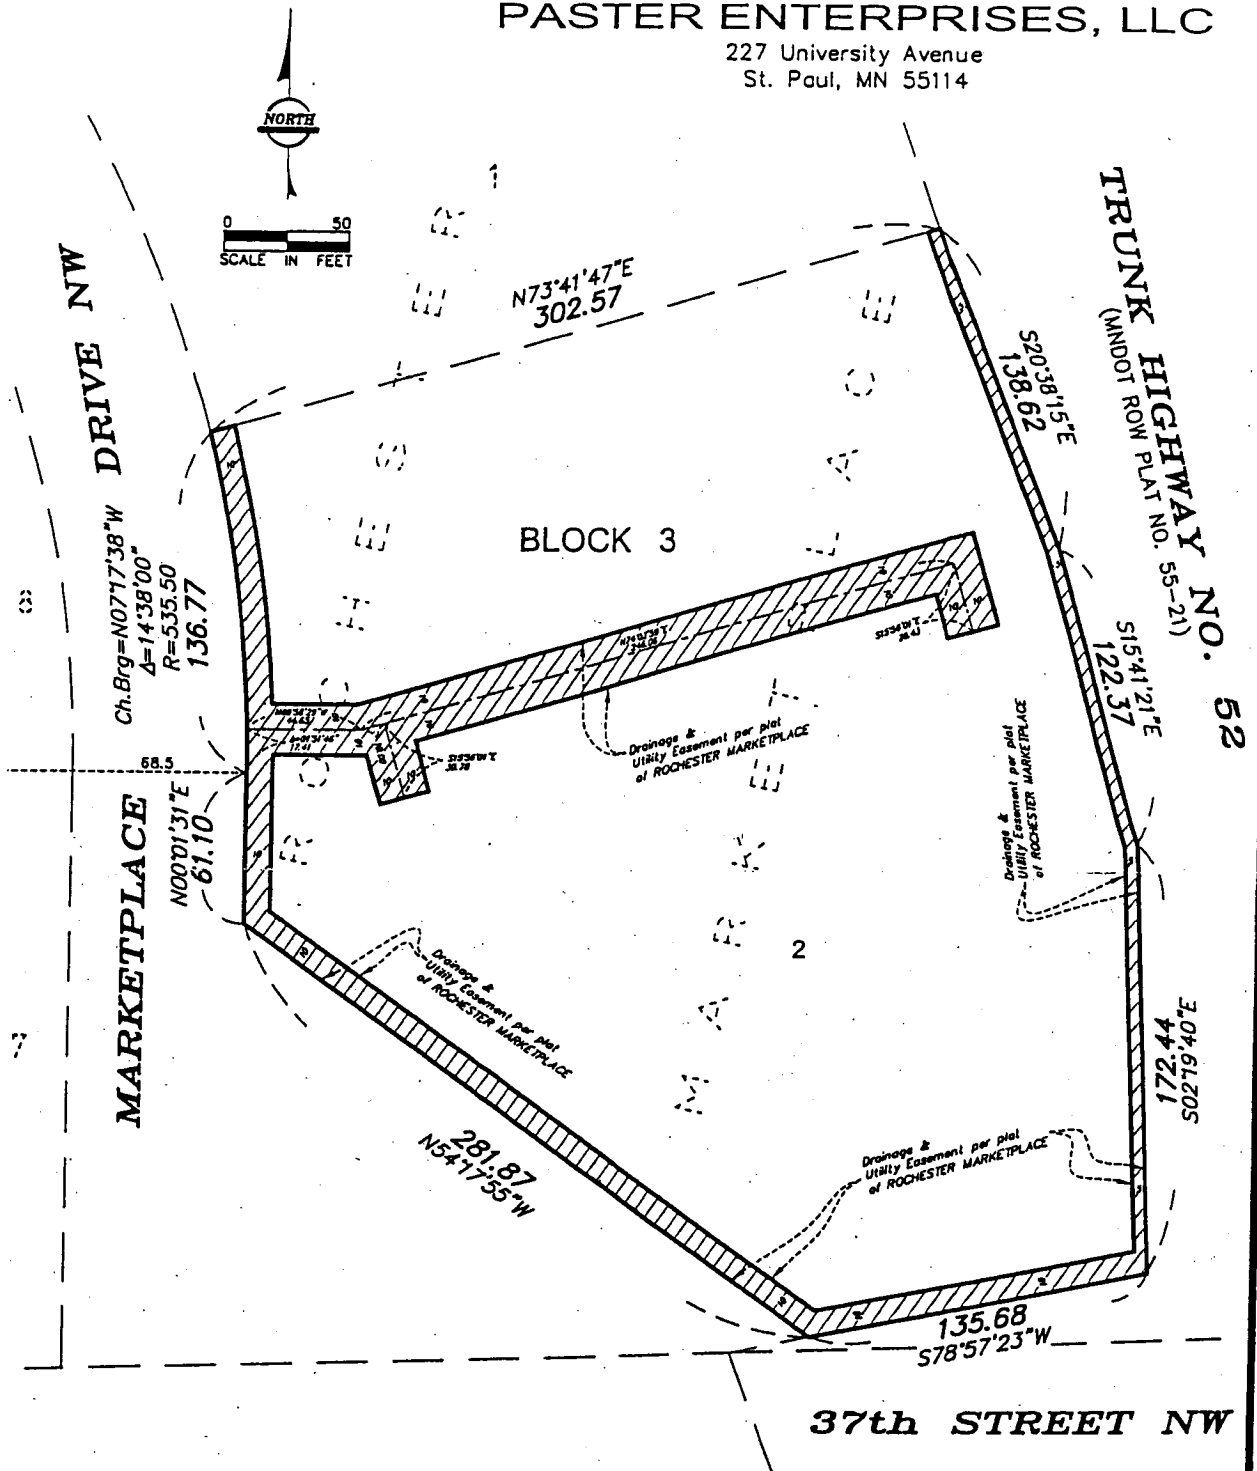 PASTER ENTERPRISES, LLC
227 University Avenue
St. Paul, MN 55114
NORTH
0 50
SCALE IN FEET
1
N73°41'47"E
302.57
TRUNK HIGHWAY NO. 52
(MNDOT ROW PLAT NO. 55-21)
S20°38'15"E
138.62
S15°41'21"E
122.37
172.44
S02°19'40"E
MARKETPLACE DRIVE NW
Ch.Brg=N07°17'38"W
Δ=14°38'00"
R=535.50
136.77
68.5
N00°01'31"E
61.10
8
7
BLOCK 3
2
ROCHESTER
MARKET PLACE
Drainage &
Utility Easement per plat
of ROCHESTER MARKETPLACE
Drainage &
Utility Easement per plat
of ROCHESTER MARKETPLACE
Drainage &
Utility Easement per plat
of ROCHESTER MARKETPLACE
Drainage &
Utility Easement per plat
of ROCHESTER MARKETPLACE
281.87
N54°17'55"W
135.68
S78°57'23"W
37th STREET NW